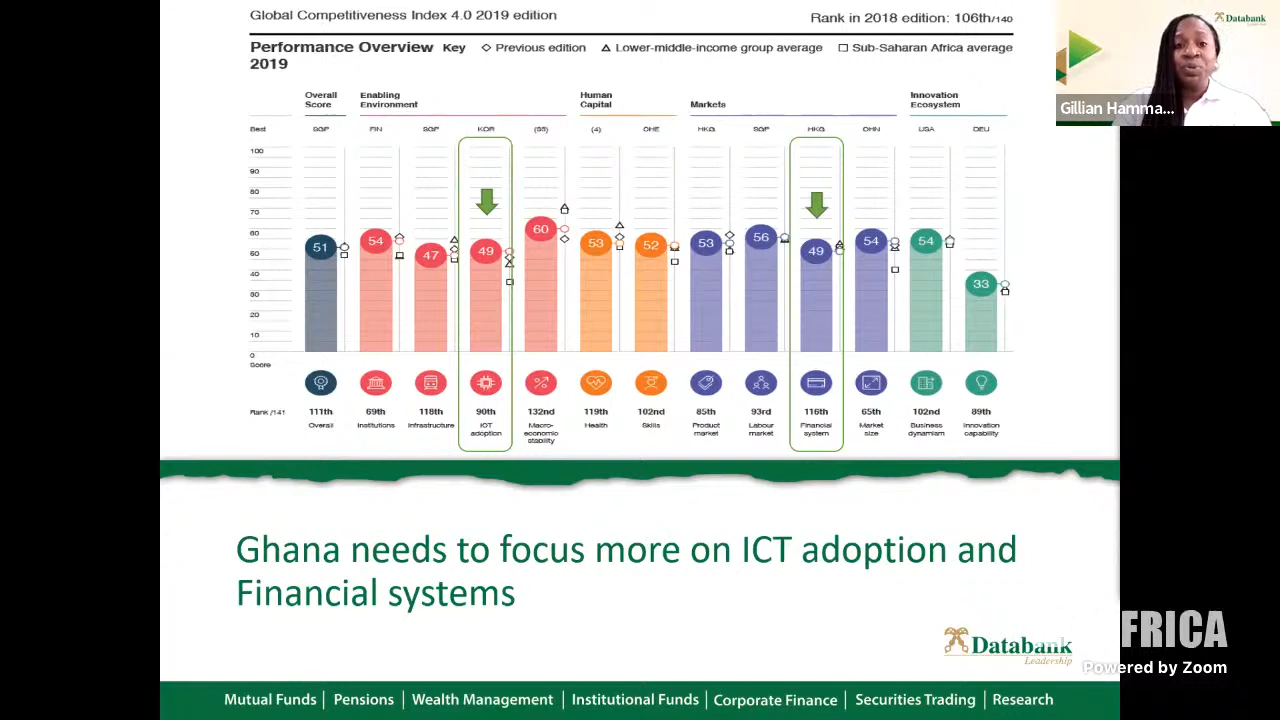 Global Competitiveness Index 4.0 2019 edition
Rank in 2018 edition: 106th/140
Performance Overview Key ◇ Previous edition △ Lower-middle-income group average □ Sub-Saharan Africa average
2019
Overall Score
Enabling Environment
Human Capital
Markets
Innovation Ecosystem
Best SGP FIN SGP KOR (33) (4) CHE HKG SGP HKG CHN USA DEU
100
90
80
70
60
50
40
30
20
10
0
Score
51 54 47 49 60 53 52 53 56 49 54 54 33
Rank /141 111th 69th 118th 90th 132nd 119th 102nd 85th 93rd 116th 65th 102nd 89th
Overall
Institutions
Infrastructure
ICT adoption
Macro-economic stability
Health
Skills
Product market
Labour market
Financial system
Market size
Business dynamism
Innovation capability
Ghana needs to focus more on ICT adoption and
Financial systems
Databank
Leadership
Mutual Funds | Pensions | Wealth Management | Institutional Funds | Corporate Finance | Securities Trading | Research
Databank
Gillian Hamma...
FRICA
Powered by Zoom